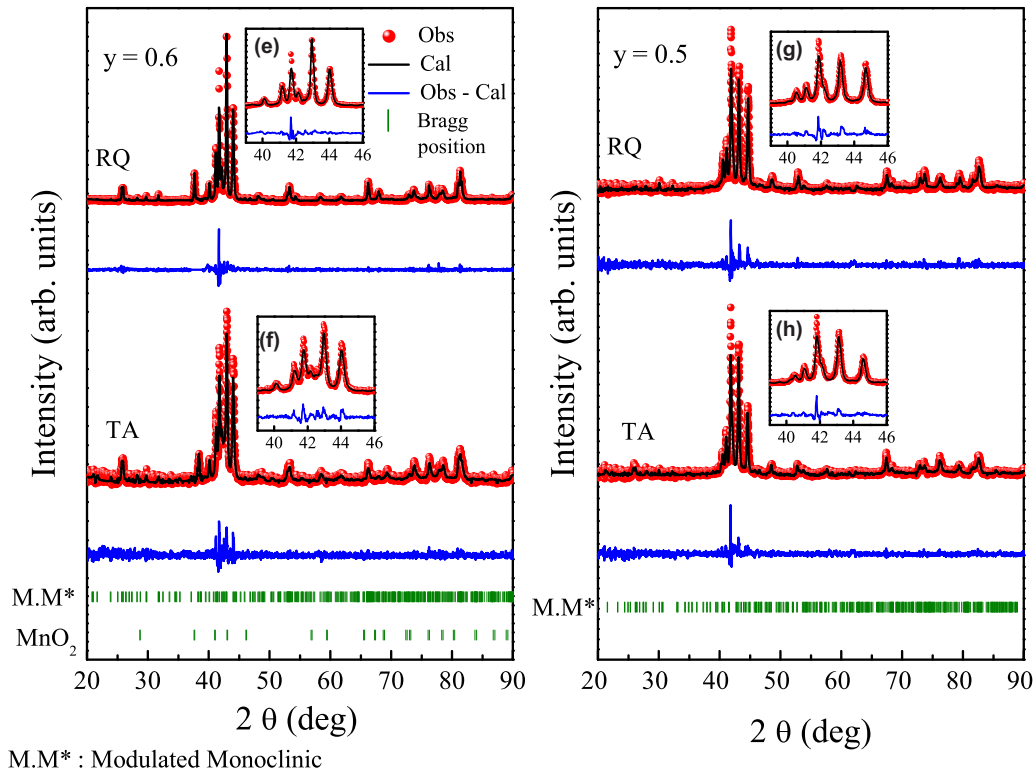 y = 0.6
(e)
40 42 44 46
Obs
Cal
Obs - Cal
Bragg
position
RQ
(f)
40 42 44 46
TA
Intensity (arb. units)
M.M*
MnO2
20 30 40 50 60 70 80 90
2 θ (deg)
y = 0.5
(g)
40 42 44 46
RQ
(h)
40 42 44 46
TA
Intensity (arb. units)
M.M*
20 30 40 50 60 70 80 90
2 θ (deg)
M.M* : Modulated Monoclinic